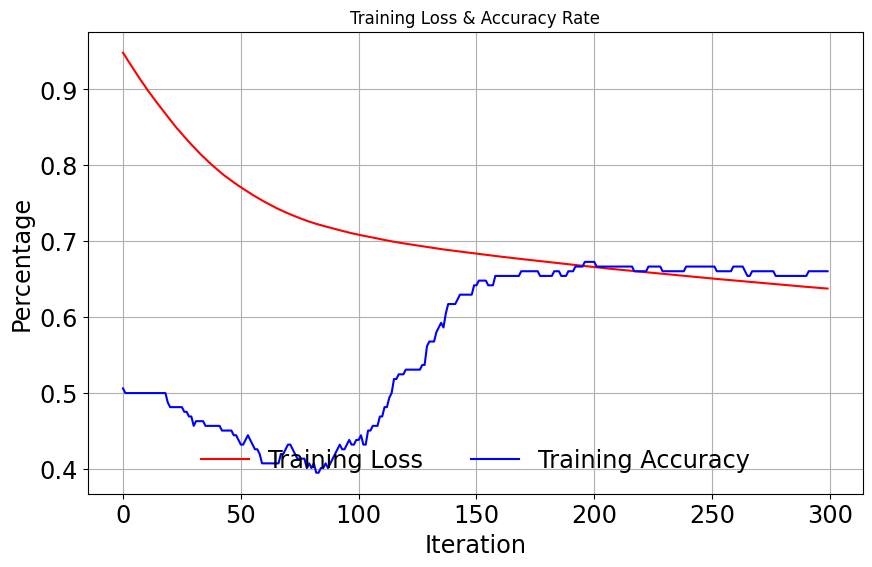 Training Loss & Accuracy Rate
Percentage
0.9
0.8
0.7
0.6
0.5
0.4
Training Loss Training Accuracy
0 50 100 150 200 250 300
Iteration